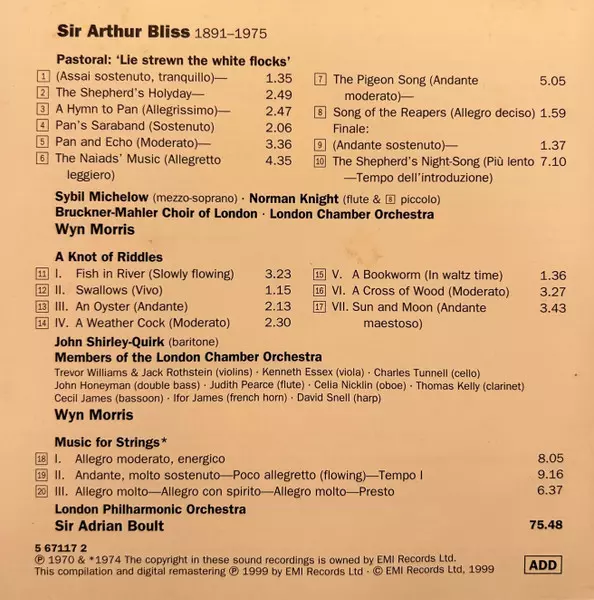 Sir Arthur Bliss 1891–1975
Pastoral: ‘Lie strewn the white flocks’
1 (Assai sostenuto, tranquillo)— 1.35
2 The Shepherd's Holyday— 2.49
3 A Hymn to Pan (Allegrissimo)— 2.47
4 Pan's Saraband (Sostenuto) 2.06
5 Pan and Echo (Moderato)— 3.36
6 The Naiads' Music (Allegretto 4.35
leggiero)
7 The Pigeon Song (Andante 5.05
moderato)—
8 Song of the Reapers (Allegro deciso) 1.59
Finale:
9 (Andante sostenuto)— 1.37
10 The Shepherd's Night-Song (Più lento 7.10
—Tempo dell'introduzione)
Sybil Michelow (mezzo-soprano) · Norman Knight (flute & 8 piccolo)
Bruckner-Mahler Choir of London · London Chamber Orchestra
Wyn Morris
A Knot of Riddles
11 I. Fish in River (Slowly flowing) 3.23
12 II. Swallows (Vivo) 1.15
13 III. An Oyster (Andante) 2.13
14 IV. A Weather Cock (Moderato) 2.30
15 V. A Bookworm (In waltz time) 1.36
16 VI. A Cross of Wood (Moderato) 3.27
17 VII. Sun and Moon (Andante 3.43
maestoso)
John Shirley-Quirk (baritone)
Members of the London Chamber Orchestra
Trevor Williams & Jack Rothstein (violins) · Kenneth Essex (viola) · Charles Tunnell (cello)
John Honeyman (double bass) · Judith Pearce (flute) · Celia Nicklin (oboe) · Thomas Kelly (clarinet)
Cecil James (bassoon) · Ifor James (french horn) · David Snell (harp)
Wyn Morris
Music for Strings*
18 I. Allegro moderato, energico 8.05
19 II. Andante, molto sostenuto—Poco allegretto (flowing)—Tempo I 9.16
20 III. Allegro molto—Allegro con spirito—Allegro molto—Presto 6.37
London Philharmonic Orchestra
Sir Adrian Boult 75.48
5 67117 2
℗ 1970 & *1974 The copyright in these sound recordings is owned by EMI Records Ltd.
This compilation and digital remastering ℗ 1999 by EMI Records Ltd · © EMI Records Ltd, 1999
ADD